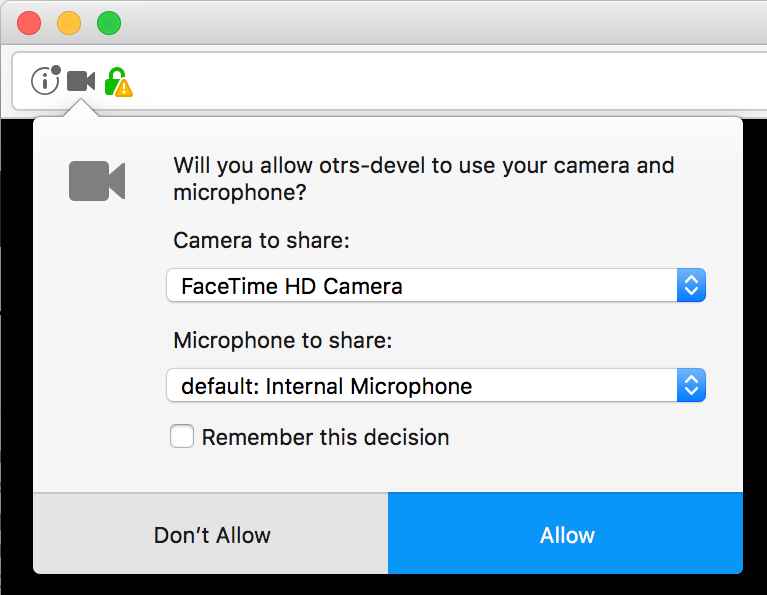 Will you allow otrs-devel to use your camera and
microphone?
Camera to share:
FaceTime HD Camera
Microphone to share:
default: Internal Microphone
Remember this decision
Don’t Allow
Allow